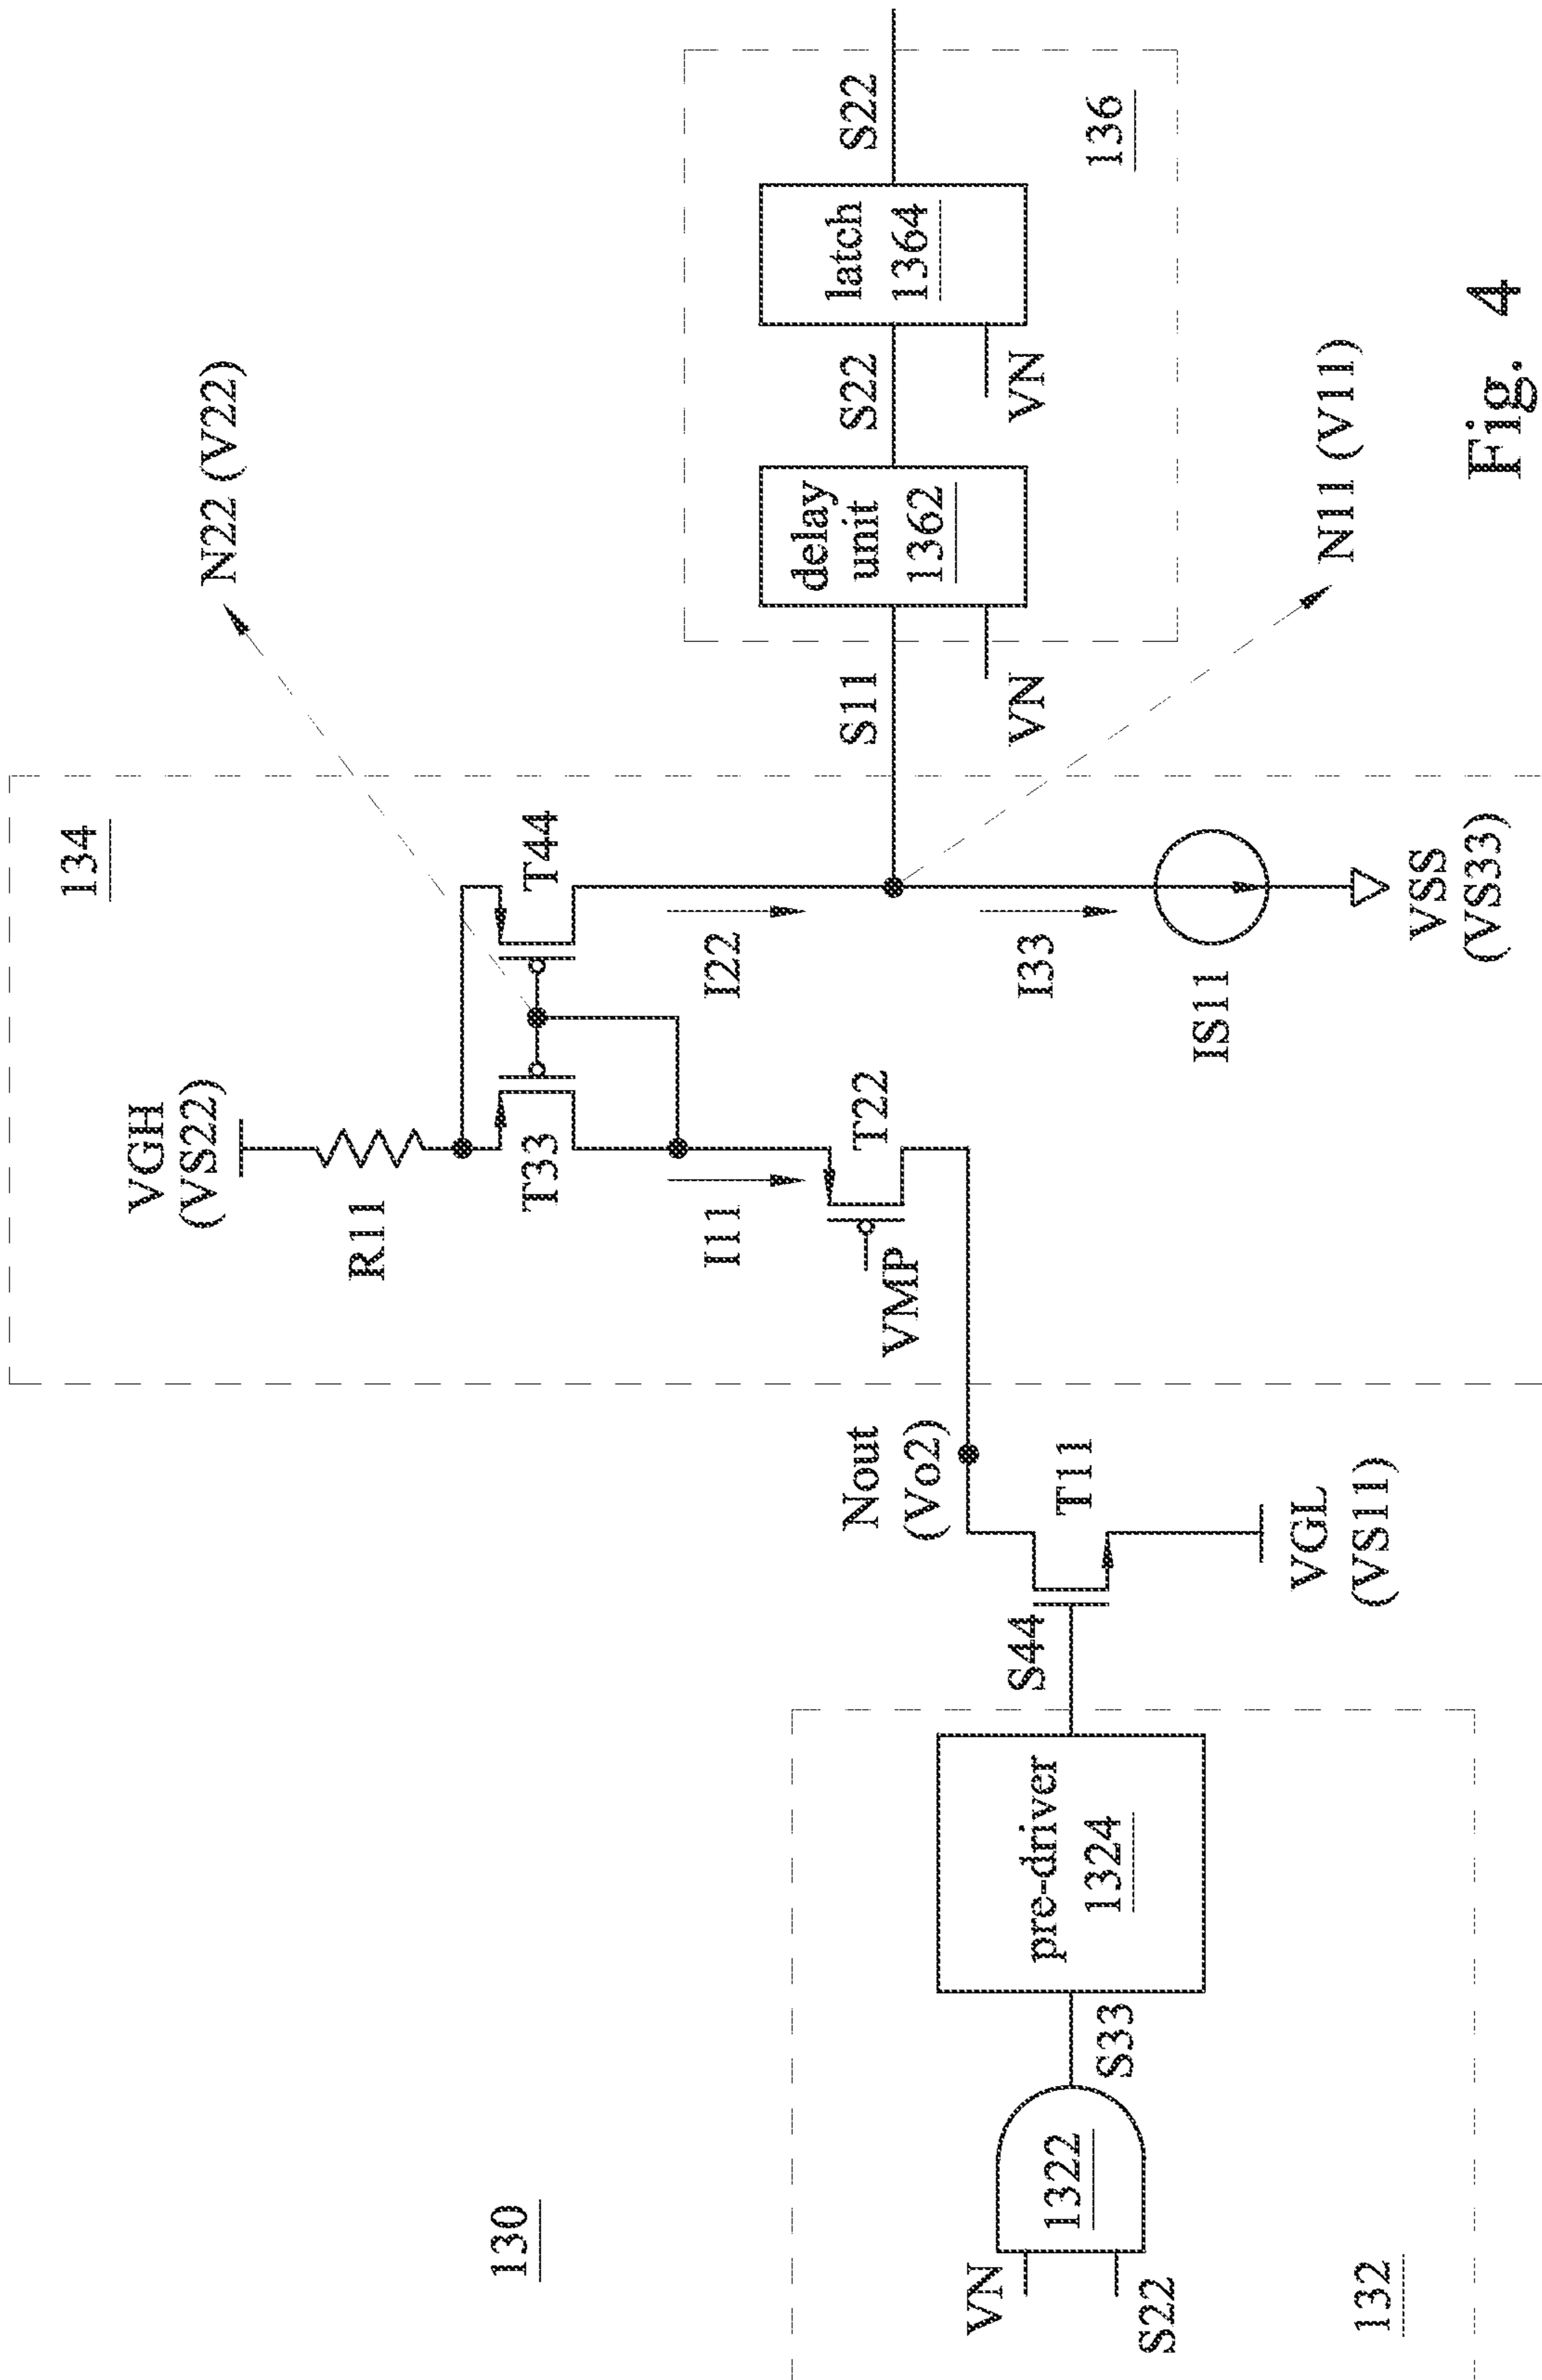 130
132
VN
S22
1322
S33
pre-driver
1324
S44
T11
VGL
(VS11)
Nout
(Vo2)
134
VGH
(VS22)
R11
T33
T44
N22 (V22)
I11
I22
VMP
T22
I33
IS11
VSS
(VS33)
N11 (V11)
S11
VN
delay
unit
1362
S22
VN
latch
1364
S22
136
Fig. 4